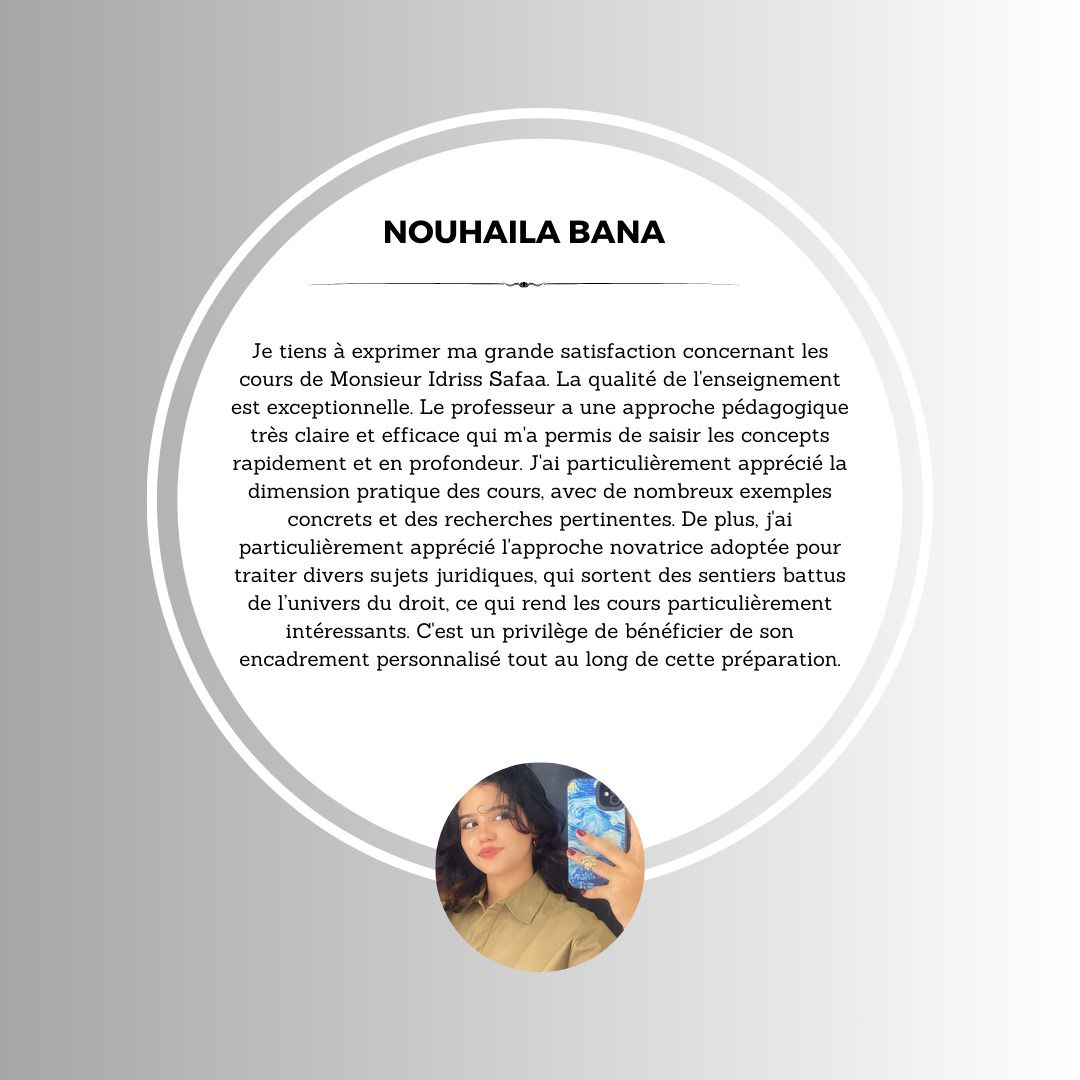 NOUHAILA BANA
Je tiens à exprimer ma grande satisfaction concernant les
cours de Monsieur Idriss Safaa. La qualité de l'enseignement
est exceptionnelle. Le professeur a une approche pédagogique
très claire et efficace qui m'a permis de saisir les concepts
rapidement et en profondeur. J'ai particulièrement apprécié la
dimension pratique des cours, avec de nombreux exemples
concrets et des recherches pertinentes. De plus, j'ai
particulièrement apprécié l'approche novatrice adoptée pour
traiter divers sujets juridiques, qui sortent des sentiers battus
de l’univers du droit, ce qui rend les cours particulièrement
intéressants. C'est un privilège de bénéficier de son
encadrement personnalisé tout au long de cette préparation.